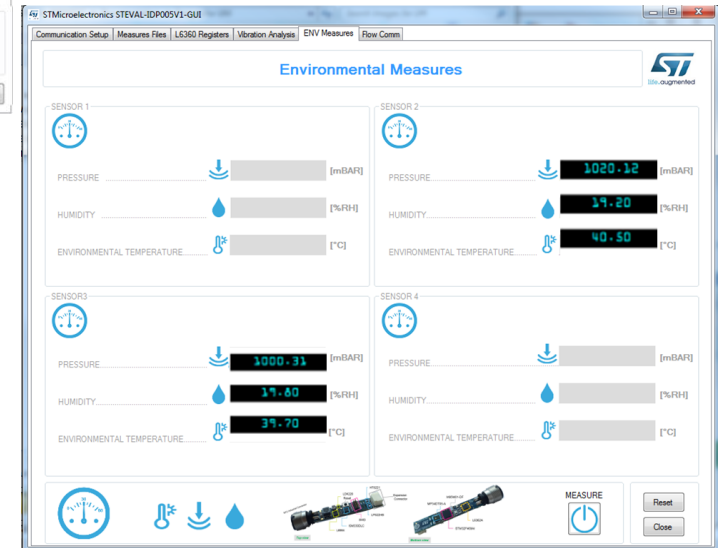 STMicroelectronics STEVAL-IDP005V1-GUI
Communication Setup Measures Files L6360 Registers Vibration Analysis ENV Measures Flow Comm
Environmental Measures
life.augmented
SENSOR 1
PRESSURE [mBAR]
HUMIDITY [%RH]
ENVIRONMENTAL TEMPERATURE [°C]
SENSOR 2
PRESSURE 1020.12 [mBAR]
HUMIDITY 19.20 [%RH]
ENVIRONMENTAL TEMPERATURE 40.50 [°C]
SENSOR3
PRESSURE 1000.31 [mBAR]
HUMIDITY 19.80 [%RH]
ENVIRONMENTAL TEMPERATURE 39.70 [°C]
SENSOR 4
PRESSURE [mBAR]
HUMIDITY [%RH]
ENVIRONMENTAL TEMPERATURE [°C]
MEASURE
Reset
Close